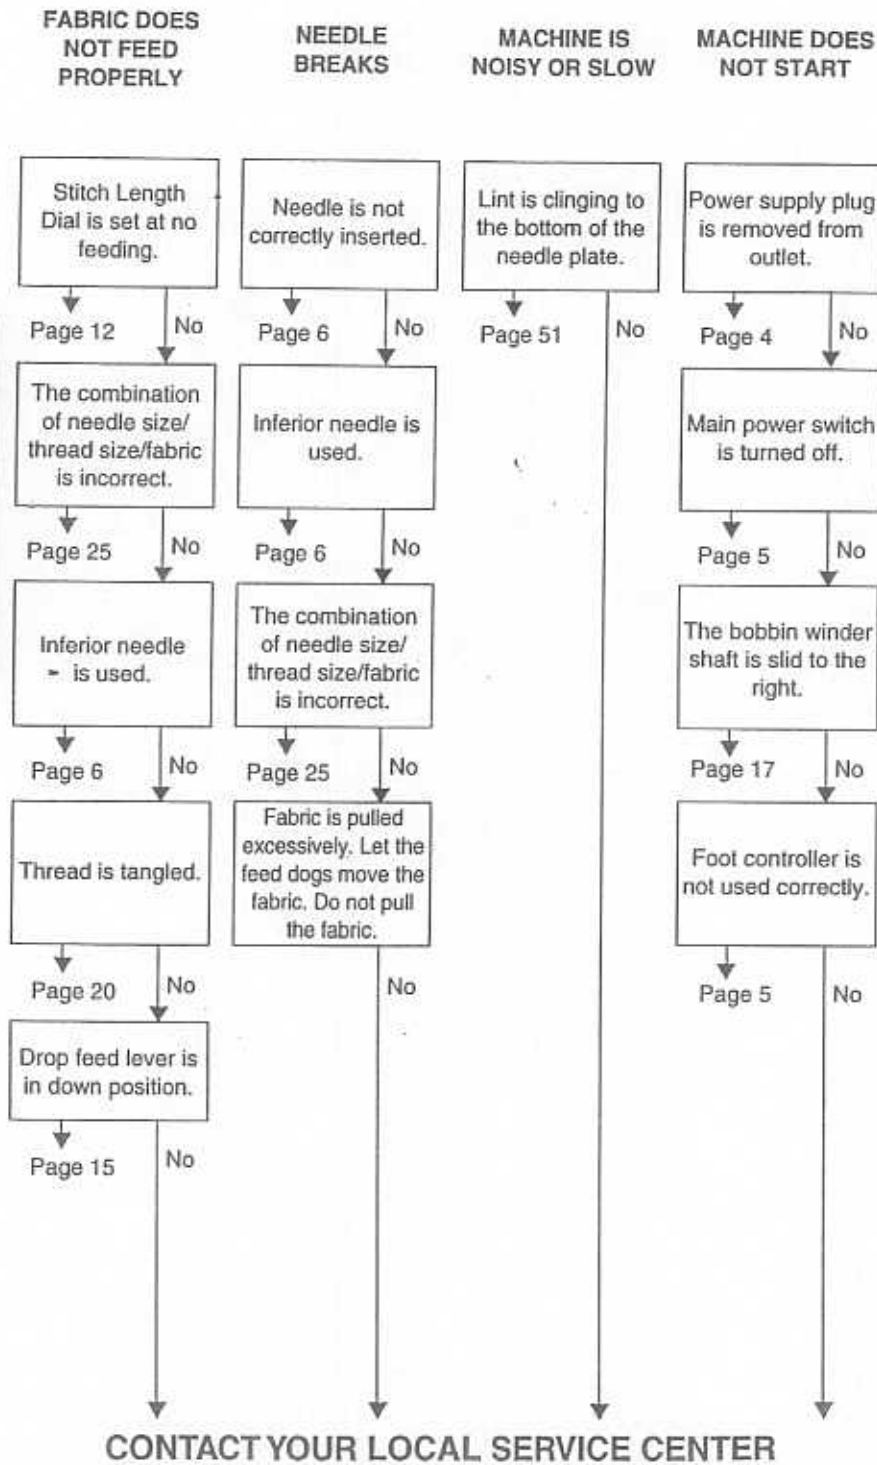 FABRIC DOES
NOT FEED
PROPERLY
Stitch Length
Dial is set at no
feeding.
Page 12
No
The combination
of needle size/
thread size/fabric
is incorrect.
Page 25
No
Inferior needle
is used.
Page 6
No
Thread is tangled.
Page 20
No
Drop feed lever is
in down position.
Page 15
No
NEEDLE
BREAKS
Needle is not
correctly inserted.
Page 6
No
Inferior needle is
used.
Page 6
No
The combination
of needle size/
thread size/fabric
is incorrect.
Page 25
No
Fabric is pulled
excessively. Let the
feed dogs move the
fabric. Do not pull
the fabric.
No
MACHINE IS
NOISY OR SLOW
Lint is clinging to
the bottom of the
needle plate.
Page 51
No
MACHINE DOES
NOT START
Power supply plug
is removed from
outlet.
Page 4
No
Main power switch
is turned off.
Page 5
No
The bobbin winder
shaft is slid to the
right.
Page 17
No
Foot controller is
not used correctly.
Page 5
No
CONTACT YOUR LOCAL SERVICE CENTER